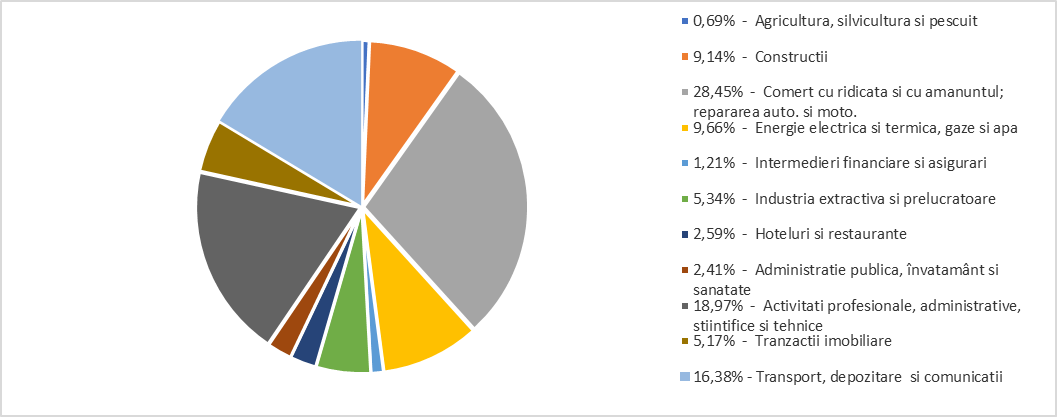 0,69% - Agricultura, silvicultura si pescuit
9,14% - Constructii
28,45% - Comert cu ridicata si cu amanuntul;
repararea auto. si moto.
9,66% - Energie electrica si termica, gaze si apa
1,21% - Intermedieri financiare si asigurari
5,34% - Industria extractiva si prelucratoare
2,59% - Hoteluri si restaurante
2,41% - Administratie publica, învatamânt si
sanatate
18,97% - Activitati profesionale, administrative,
stiintifice si tehnice
5,17% - Tranzactii imobiliare
16,38% - Transport, depozitare si comunicatii